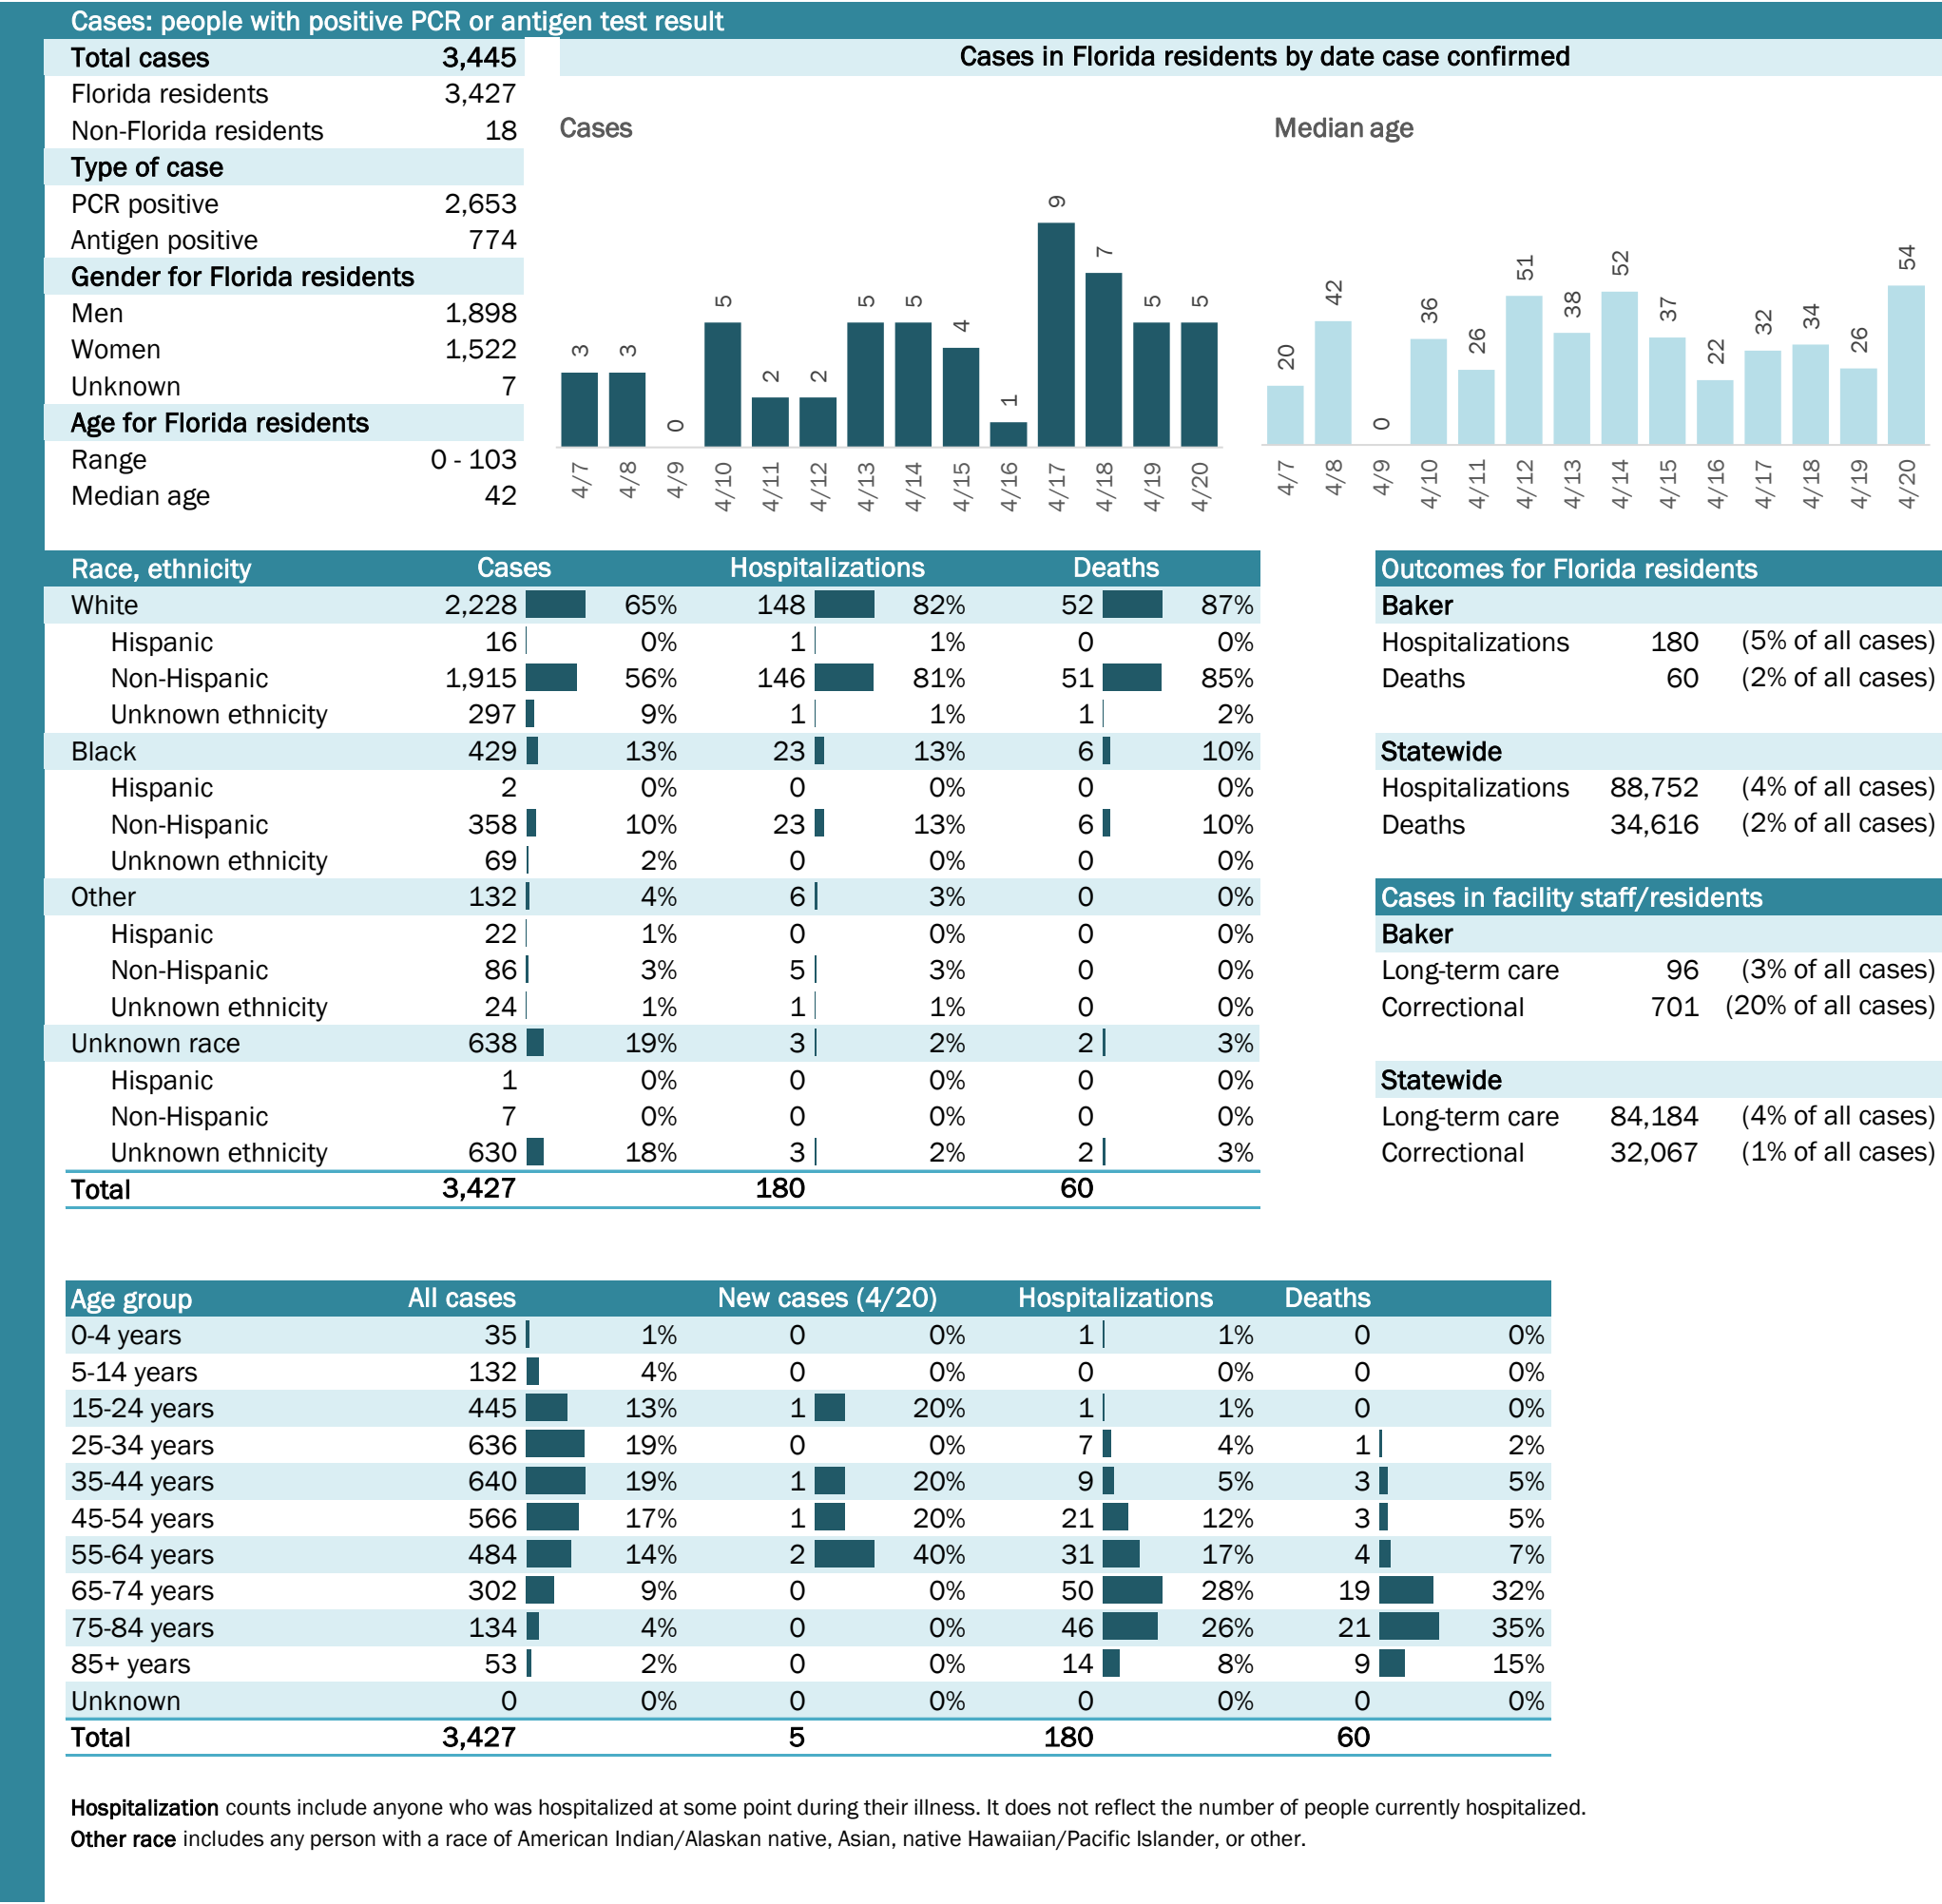 Cases: people with positive PCR or antigen test result
Total cases 3,445
Florida residents 3,427
Non-Florida residents 18
Type of case
PCR positive 2,653
Antigen positive 774
Gender for Florida residents
Men 1,898
Women 1,522
Unknown 7
Age for Florida residents
Range 0 - 103
Median age 42
Cases in Florida residents by date case confirmed
Cases
3 3 0 5 2 2 5 5 4 1 9 7 5 5
4/7 4/8 4/9 4/10 4/11 4/12 4/13 4/14 4/15 4/16 4/17 4/18 4/19 4/20
Median age
20 42 0 36 26 51 38 52 37 22 32 34 26 54
4/7 4/8 4/9 4/10 4/11 4/12 4/13 4/14 4/15 4/16 4/17 4/18 4/19 4/20
Race, ethnicity Cases Hospitalizations Deaths
White 2,228 65% 148 82% 52 87%
Hispanic 16 0% 1 1% 0 0%
Non-Hispanic 1,915 56% 146 81% 51 85%
Unknown ethnicity 297 9% 1 1% 1 2%
Black 429 13% 23 13% 6 10%
Hispanic 2 0% 0 0% 0 0%
Non-Hispanic 358 10% 23 13% 6 10%
Unknown ethnicity 69 2% 0 0% 0 0%
Other 132 4% 6 3% 0 0%
Hispanic 22 1% 0 0% 0 0%
Non-Hispanic 86 3% 5 3% 0 0%
Unknown ethnicity 24 1% 1 1% 0 0%
Unknown race 638 19% 3 2% 2 3%
Hispanic 1 0% 0 0% 0 0%
Non-Hispanic 7 0% 0 0% 0 0%
Unknown ethnicity 630 18% 3 2% 2 3%
Total 3,427 180 60
Outcomes for Florida residents
Baker
Hospitalizations 180 (5% of all cases)
Deaths 60 (2% of all cases)
Statewide
Hospitalizations 88,752 (4% of all cases)
Deaths 34,616 (2% of all cases)
Cases in facility staff/residents
Baker
Long-term care 96 (3% of all cases)
Correctional 701 (20% of all cases)
Statewide
Long-term care 84,184 (4% of all cases)
Correctional 32,067 (1% of all cases)
Age group All cases New cases (4/20) Hospitalizations Deaths
0-4 years 35 1% 0 0% 1 1% 0 0%
5-14 years 132 4% 0 0% 0 0% 0 0%
15-24 years 445 13% 1 20% 1 1% 0 0%
25-34 years 636 19% 0 0% 7 4% 1 2%
35-44 years 640 19% 1 20% 9 5% 3 5%
45-54 years 566 17% 1 20% 21 12% 3 5%
55-64 years 484 14% 2 40% 31 17% 4 7%
65-74 years 302 9% 0 0% 50 28% 19 32%
75-84 years 134 4% 0 0% 46 26% 21 35%
85+ years 53 2% 0 0% 14 8% 9 15%
Unknown 0 0% 0 0% 0 0% 0 0%
Total 3,427 5 180 60
Hospitalization counts include anyone who was hospitalized at some point during their illness. It does not reflect the number of people currently hospitalized.
Other race includes any person with a race of American Indian/Alaskan native, Asian, native Hawaiian/Pacific Islander, or other.